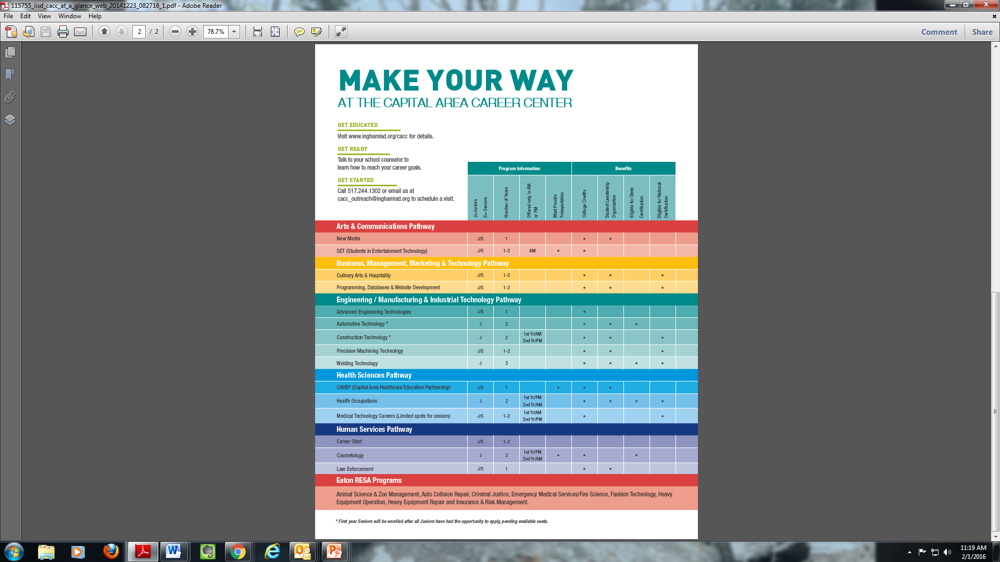 115755_iisd_cacc_at_a_glance_web_20141223_082716_1.pdf - Adobe Reader
File Edit View Window Help
2 / 2 78.7% Comment Share
MAKE YOUR WAY
AT THE CAPITAL AREA CAREER CENTER
GET EDUCATED
Visit www.inghamisd.org/cacc for details.
GET READY
Talk to your school counselor to
learn how to reach your career goals.
GET STARTED
Call 517.244.1302 or email us at
cacc_outreach@inghamisd.org to schedule a visit.
Program Information Benefits
J=Juniors
S= Seniors
Number of Years
Offered only in AM
or PM
Must Provide
Transportation
College Credits
Student Leadership
Organization
Eligible for State
Certification
Eligible for National
Certification
Arts & Communications Pathway
New Media J/S 1 • •
SET (Students in Entertainment Technology) J/S 1-2 AM • •
Business, Management, Marketing & Technology Pathway
Culinary Arts & Hospitality J/S 1-2 • • •
Programming, Databases & Website Development J/S 1-2 • • •
Engineering / Manufacturing & Industrial Technology Pathway
Advanced Engineering Technologies J/S 1 •
Automotive Technology * J 2 • • •
Construction Technology * J 2 1st Yr/AM
2nd Yr/PM • • •
Precision Machining Technology J/S 1-2 • • •
Welding Technology J 2 • • • •
Health Sciences Pathway
CAHEP (Capital Area Healthcare Education Partnership) J/S 1 • • •
Health Occupations J 2 1st Yr/PM
2nd Yr/AM • • • •
Medical Technology Careers (Limited spots for seniors) J/S 1-2 1st Yr/AM
2nd Yr/PM • •
Human Services Pathway
Career Start J/S 1-2
Cosmetology J 2 1st Yr/PM
2nd Yr/AM • • •
Law Enforcement J/S 1 • •
Eaton RESA Programs
Animal Science & Zoo Management, Auto Collision Repair, Criminal Justice, Emergency Medical Services/Fire Science, Fashion Technology, Heavy
Equipment Operation, Heavy Equipment Repair and Insurance & Risk Management.
* First year Seniors will be enrolled after all Juniors have had the opportunity to apply, pending available seats.
11:19 AM
2/1/2016